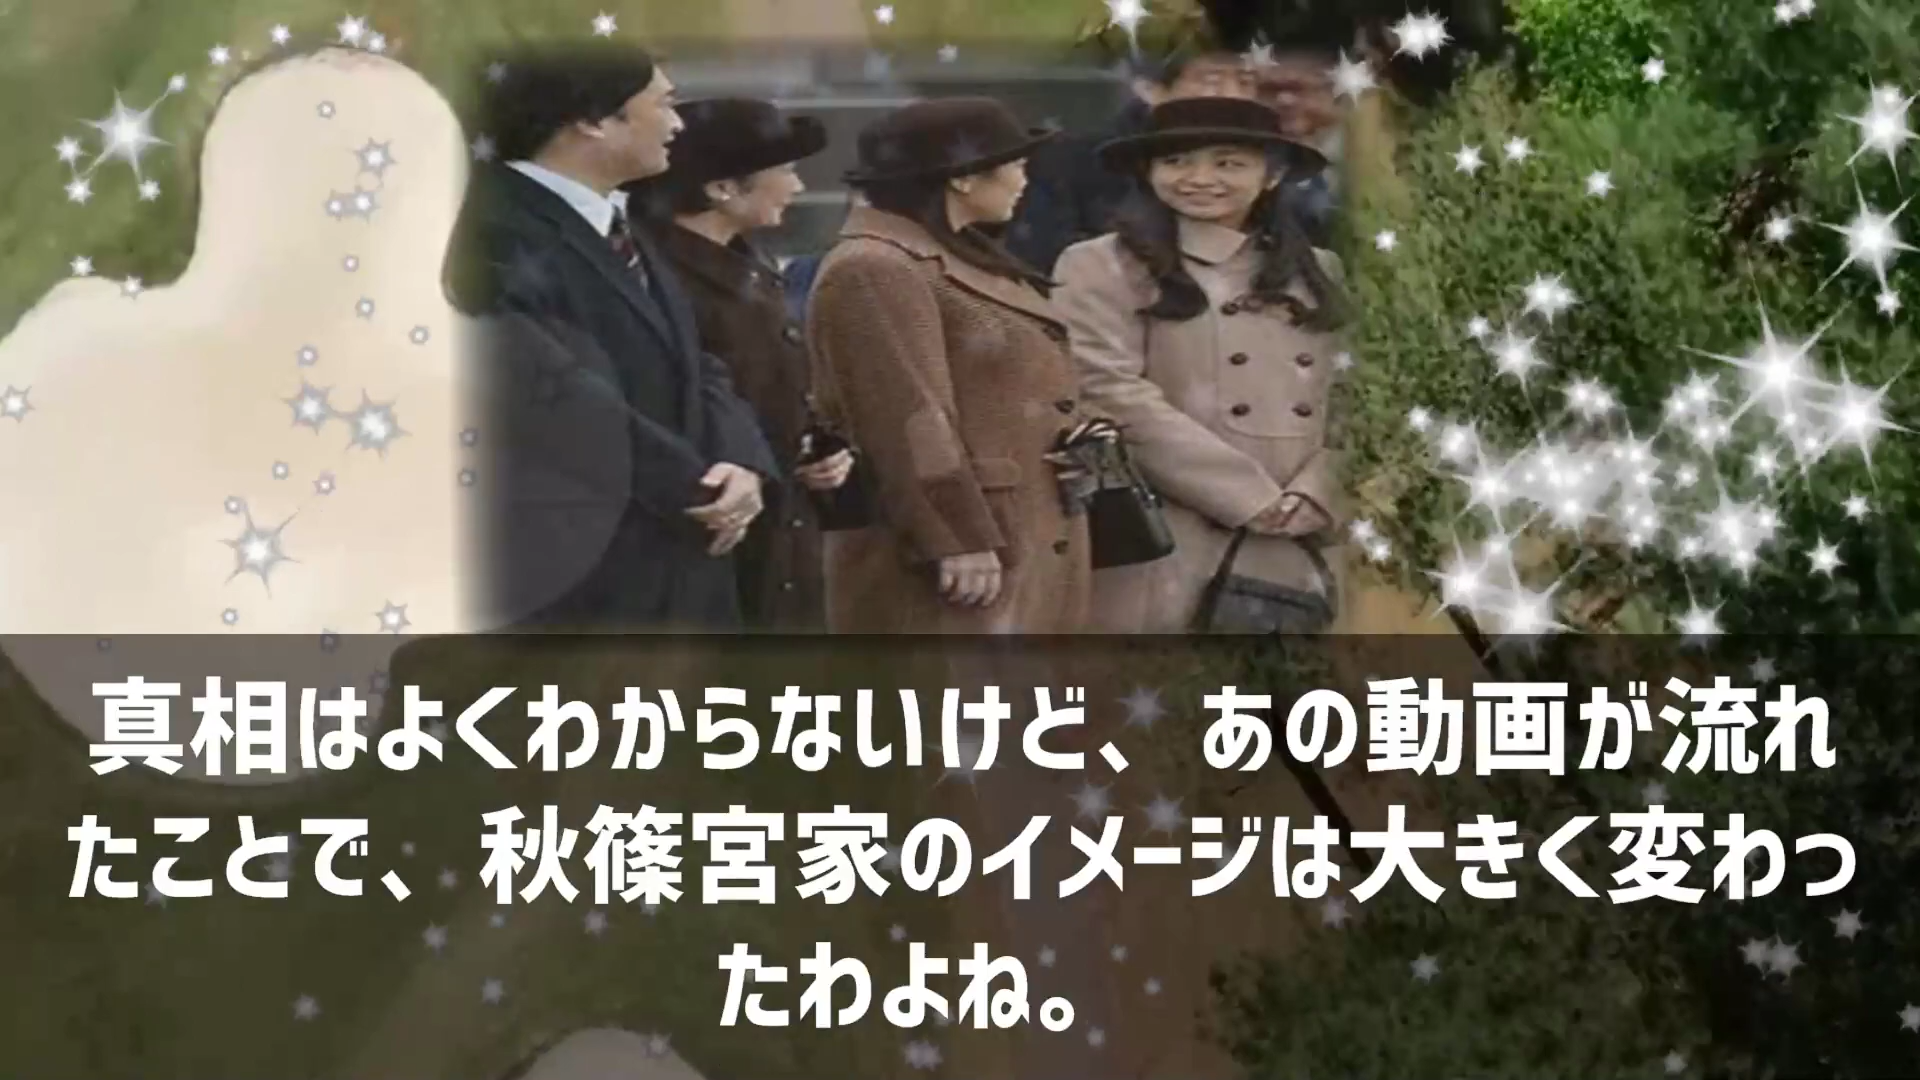 真相はよくわからないけど、あの動画が流れ
たことで、秋篠宮家のイメージは大きく変わっ
たわよね。